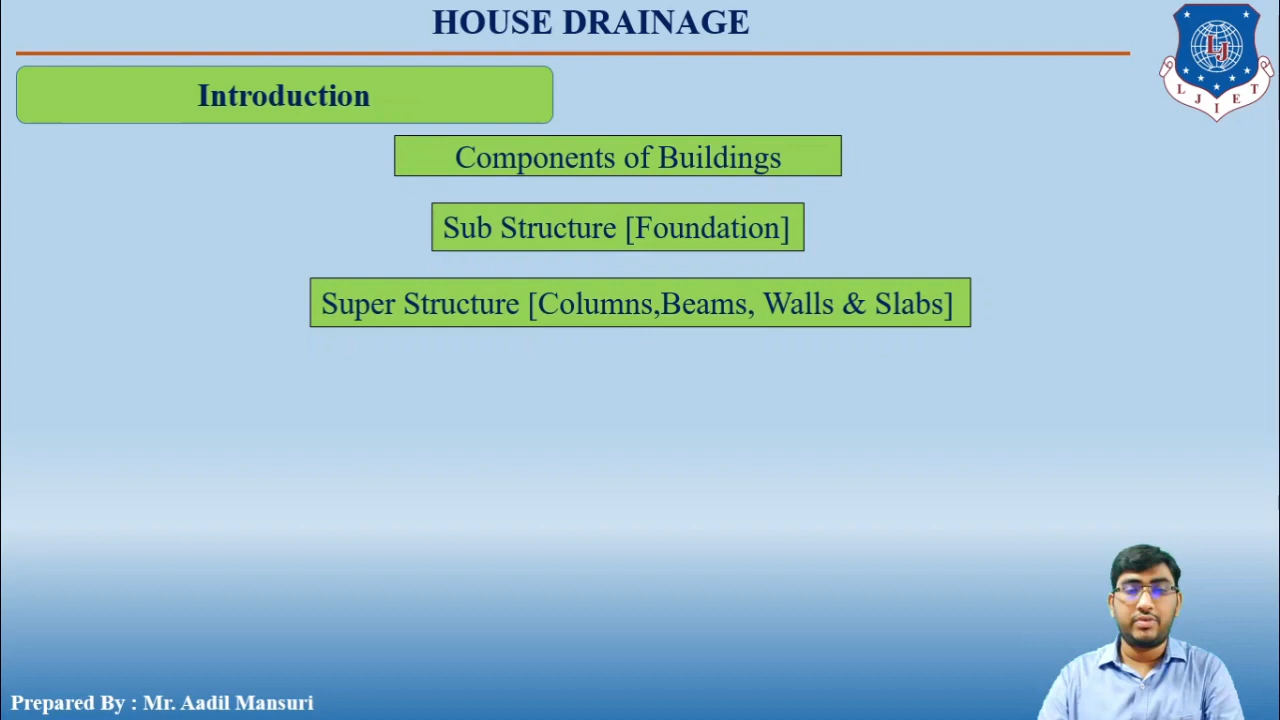 HOUSE DRAINAGE
LJ
L J I E T
Introduction
Components of Buildings
Sub Structure [Foundation]
Super Structure [Columns,Beams, Walls & Slabs]
Prepared By : Mr. Aadil Mansuri